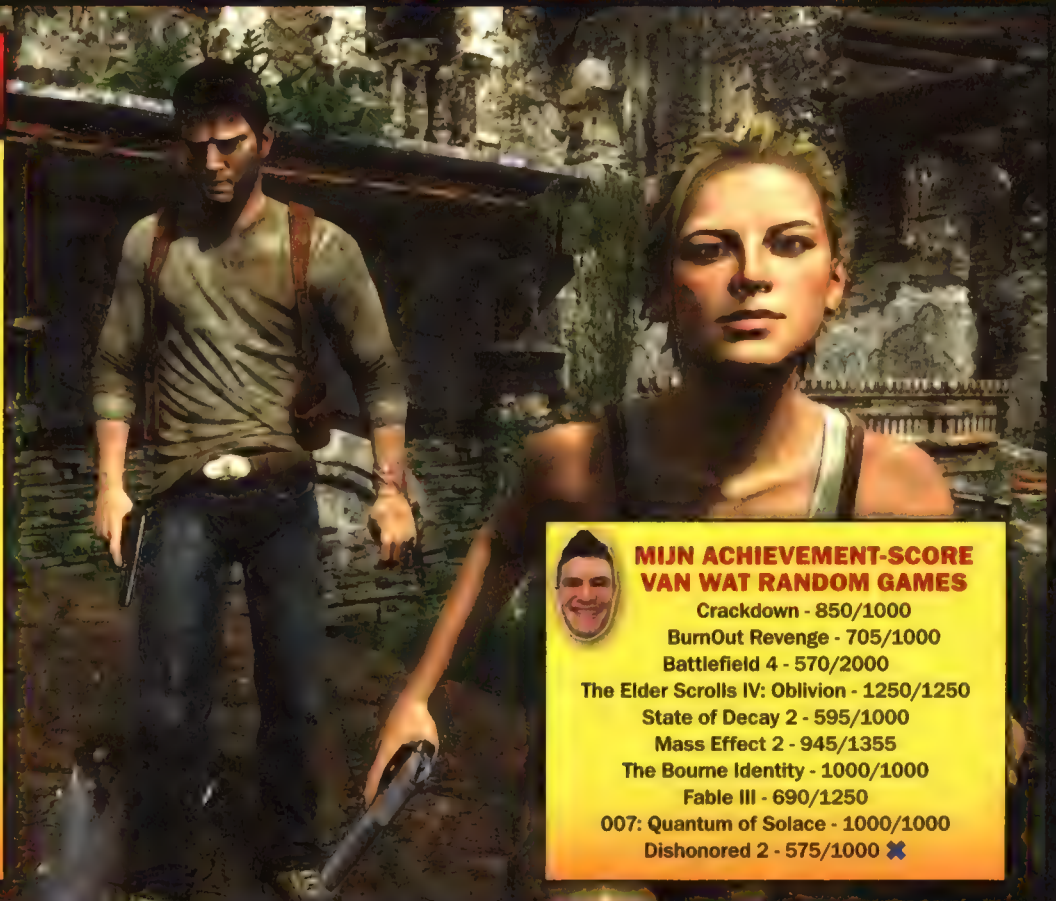 MIJN ACHIEVEMENT-SCORE
VAN WAT RANDOM GAMES
Crackdown - 850/1000
BurnOut Revenge - 705/1000
Battlefield 4 - 570/2000
The Elder Scrolls IV: Oblivion - 1250/1250
State of Decay 2 - 595/1000
Mass Effect 2 - 945/1355
The Bourne Identity - 1000/1000
Fable III - 690/1250
007: Quantum of Solace - 1000/1000
Dishonored 2 - 575/1000